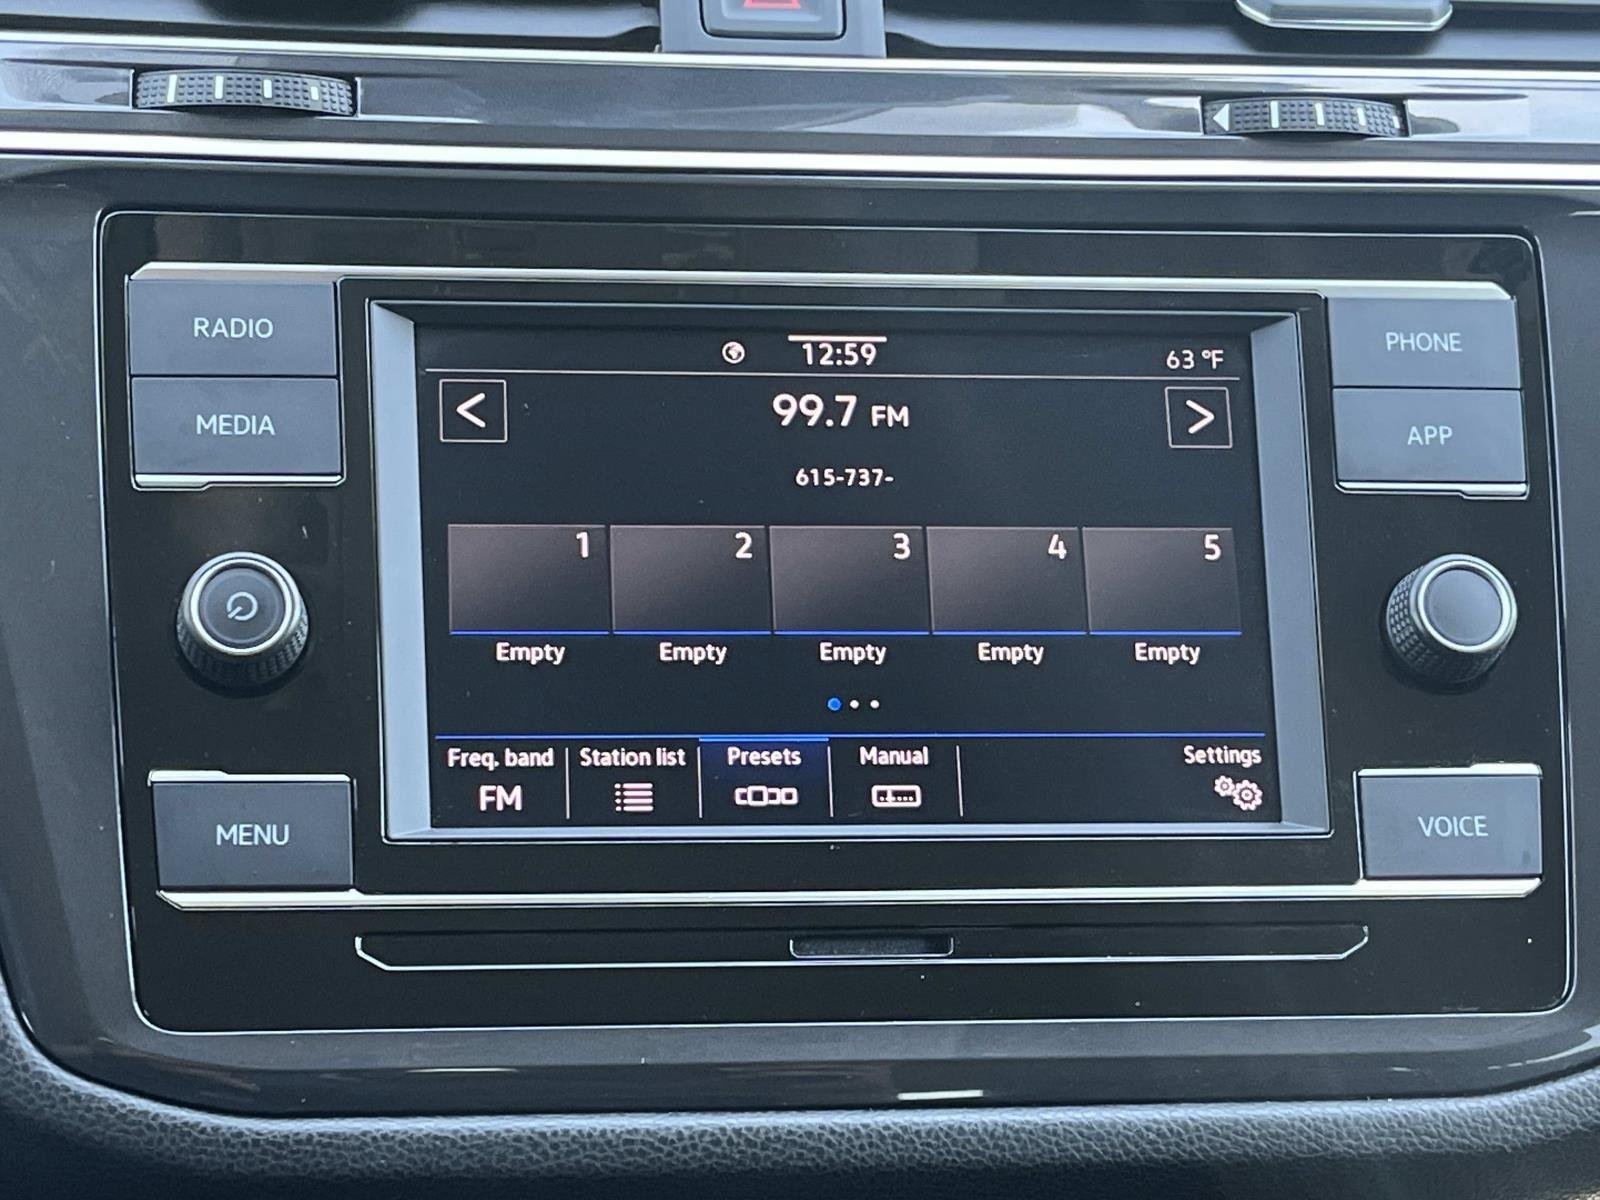 RADIO
MEDIA
MENU
12:59
63 °F
<
99.7 FM
>
615-737-
1
2
3
4
5
Empty
Empty
Empty
Empty
Empty
Freq. band
FM
Station list
Presets
Manual
Settings
PHONE
APP
VOICE